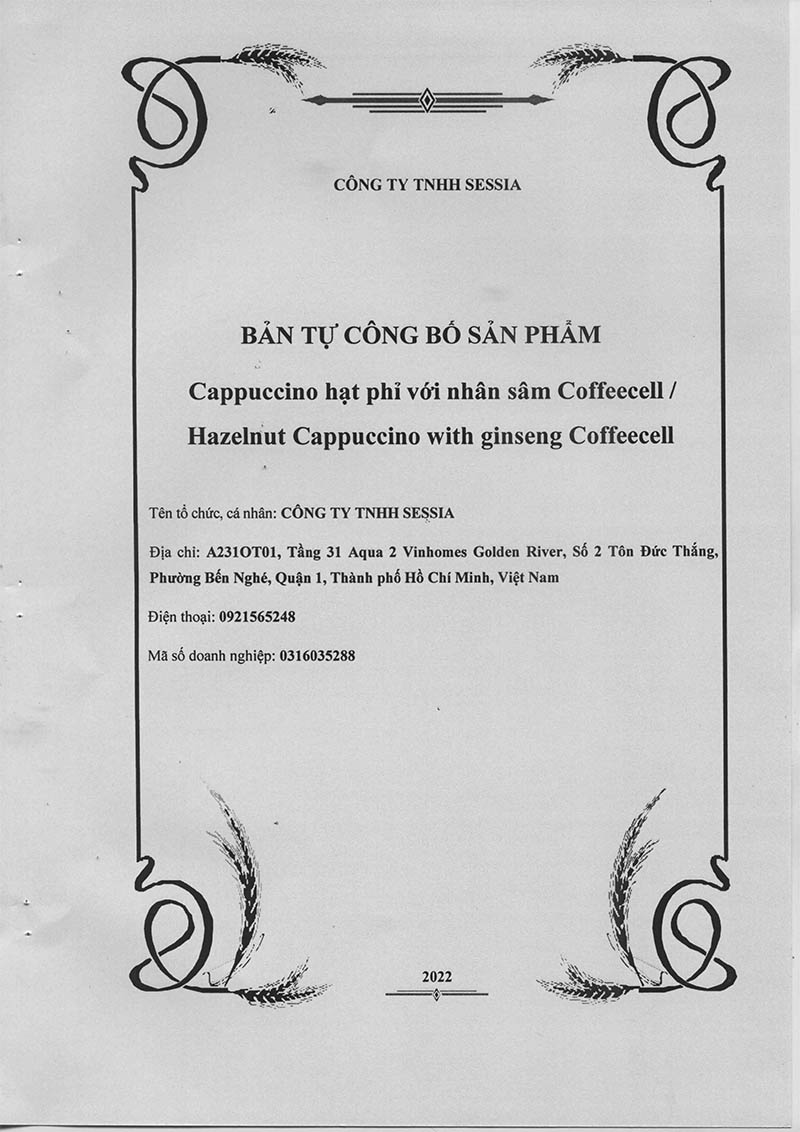 CÔNG TY TNHH SESSIA
BẢN TỰ CÔNG BỐ SẢN PHẨM
Cappuccino hạt phỉ với nhân sâm Coffeecell /
Hazelnut Cappuccino with ginseng Coffeecell
Tên tổ chức, cá nhân: CÔNG TY TNHH SESSIA
Địa chỉ: A231OT01, Tầng 31 Aqua 2 Vinhomes Golden River, Số 2 Tôn Đức Thắng,
Phường Bến Nghé, Quận 1, Thành phố Hồ Chí Minh, Việt Nam
Điện thoại: 0921565248
Mã số doanh nghiệp: 0316035288
2022